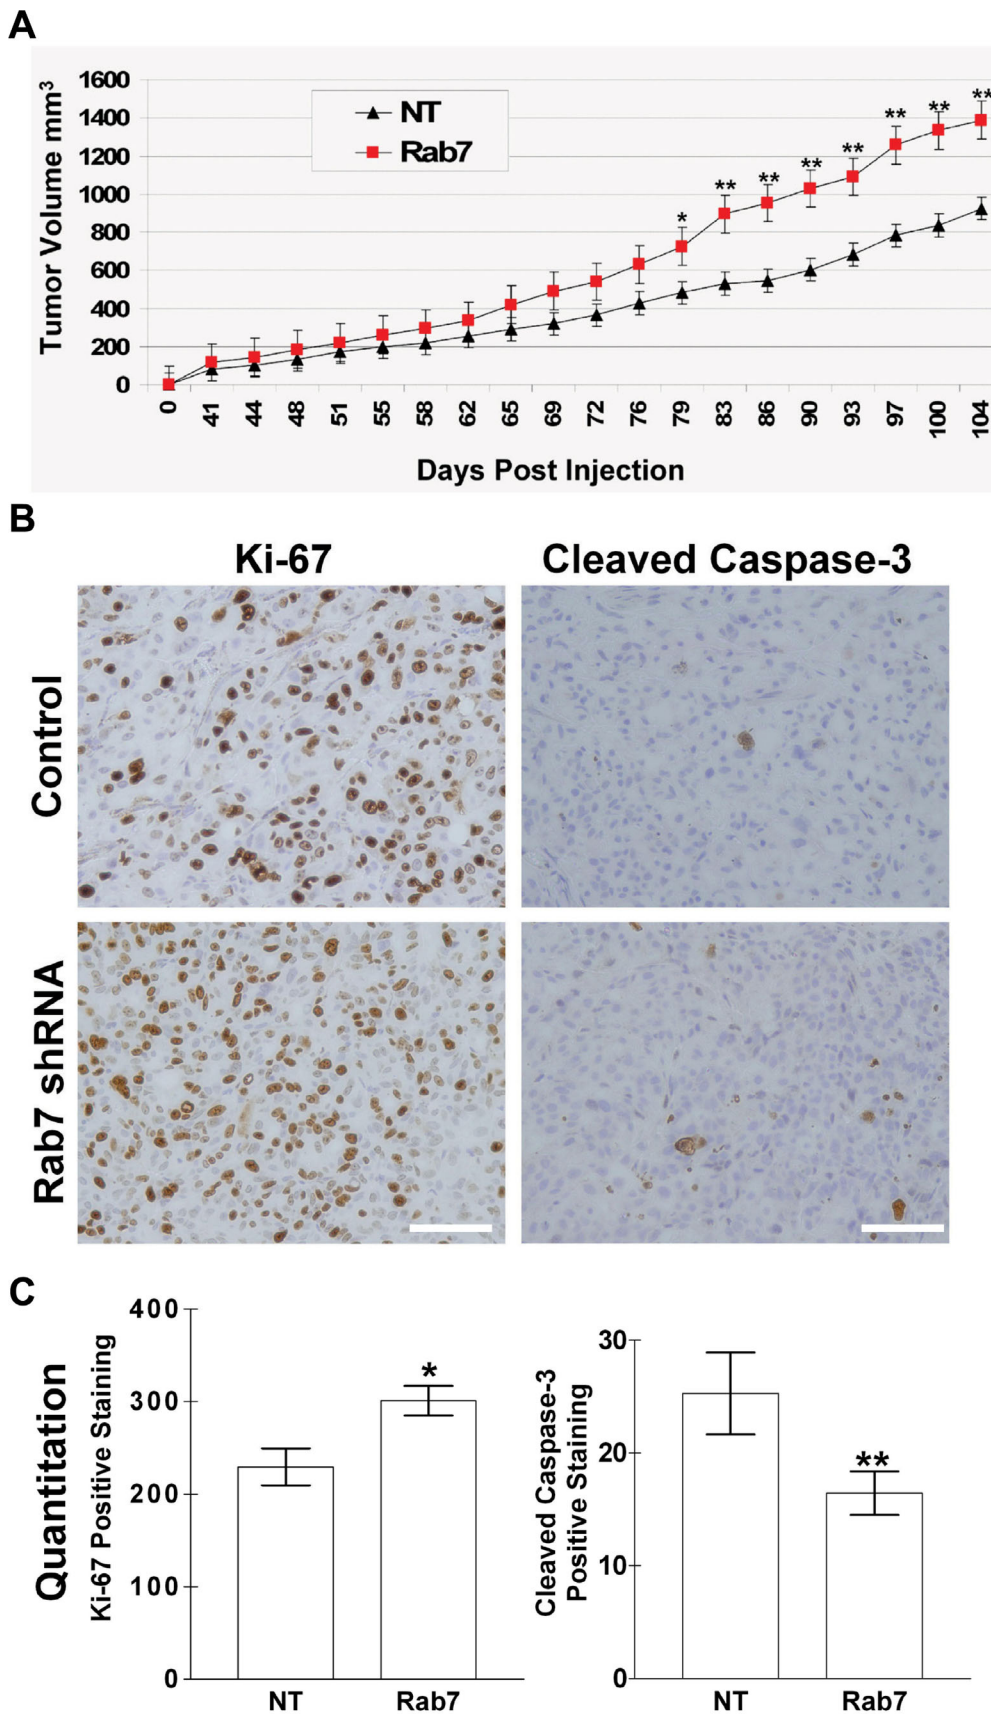 A
Tumor Volume mm³
1600
1400
1200
1000
800
600
400
200
0
NT
Rab7
*
**
**
**
**
**
**
**
0 41 44 48 51 55 58 62 65 69 72 76 79 83 86 90 93 97 100 104
Days Post Injection
B
Ki-67 Cleaved Caspase-3
Control
Rab7 shRNA
C
Quantitation
Ki-67 Positive Staining
400
300
200
100
0
*
NT Rab7
Cleaved Caspase-3
Positive Staining
30
20
10
0
**
NT Rab7